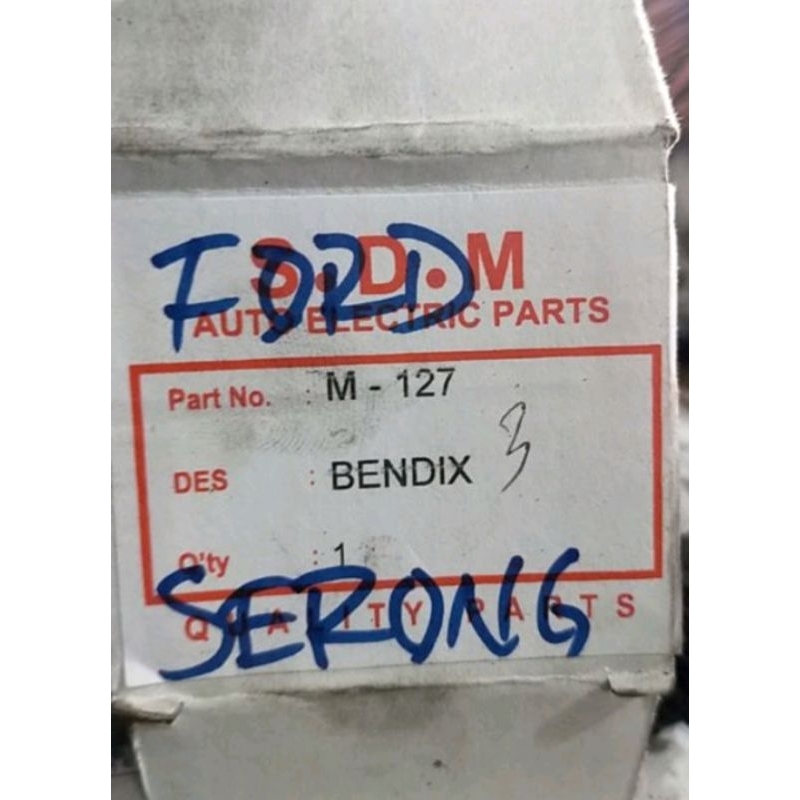 S.D.M
FORD
AUTO ELECTRIC PARTS
Part No. : M - 127
DES : BENDIX 3
Q'ty : 1
SERONG
QUALITY PARTS